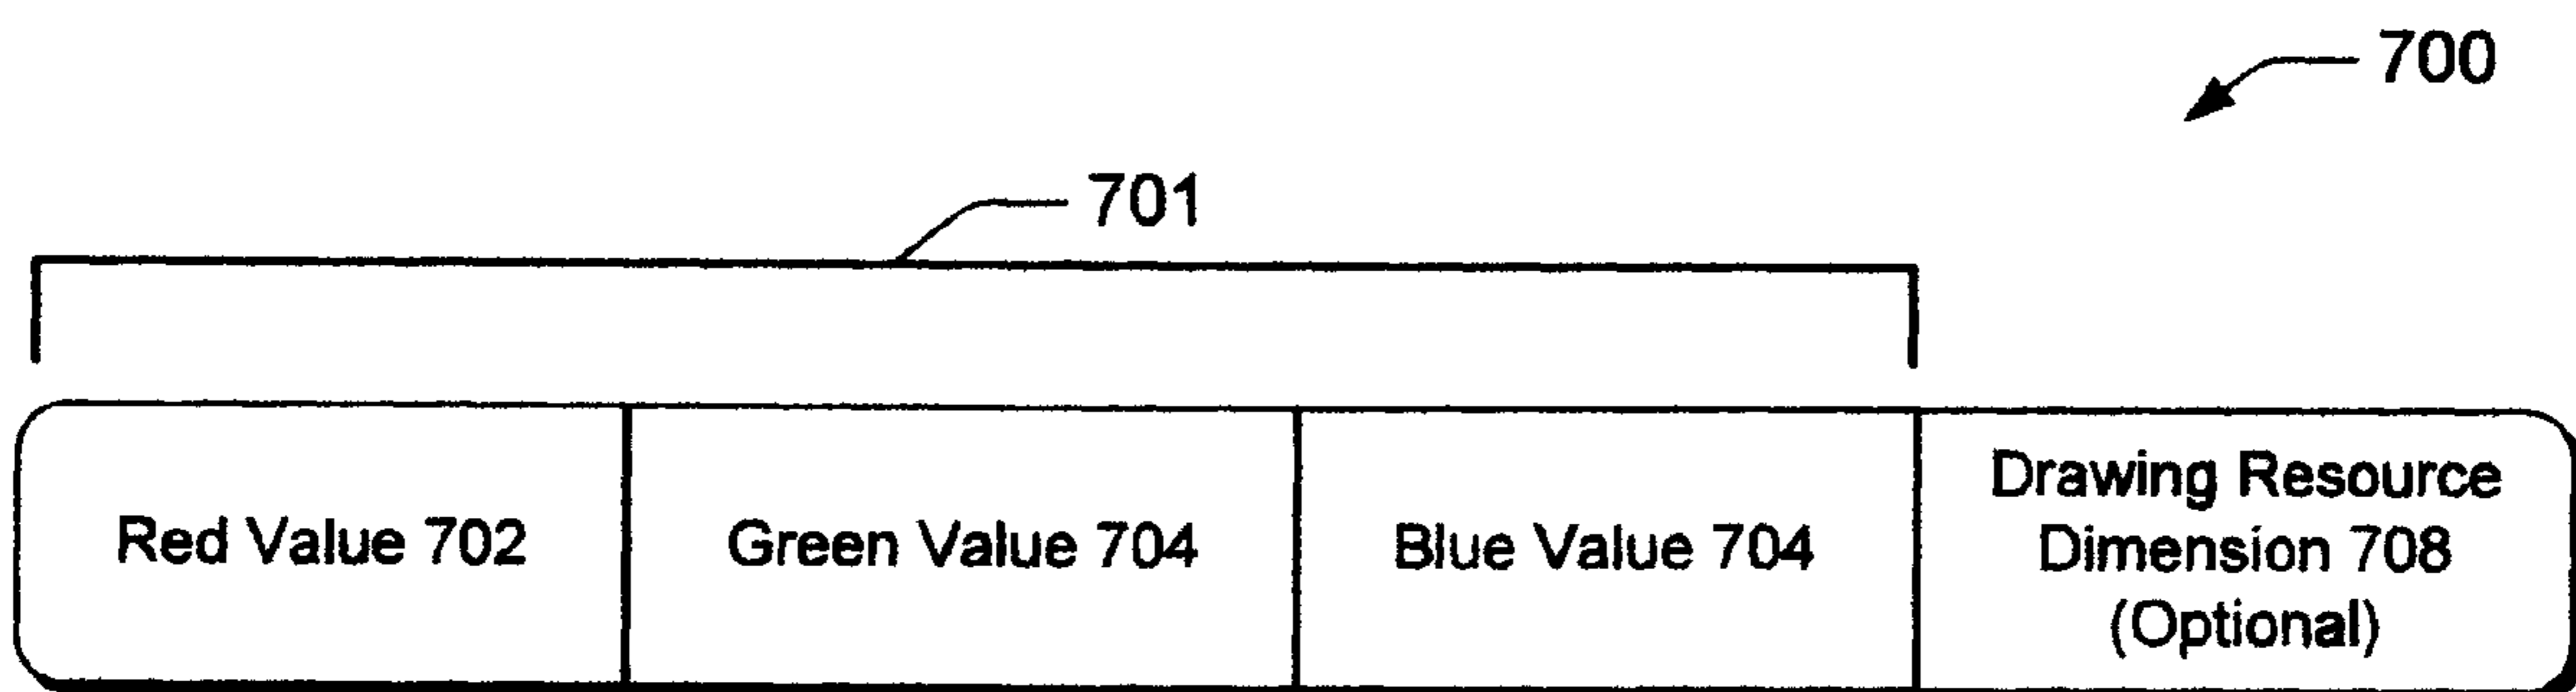 700
701
Red Value 702
Green Value 704
Blue Value 704
Drawing Resource
Dimension 708
(Optional)